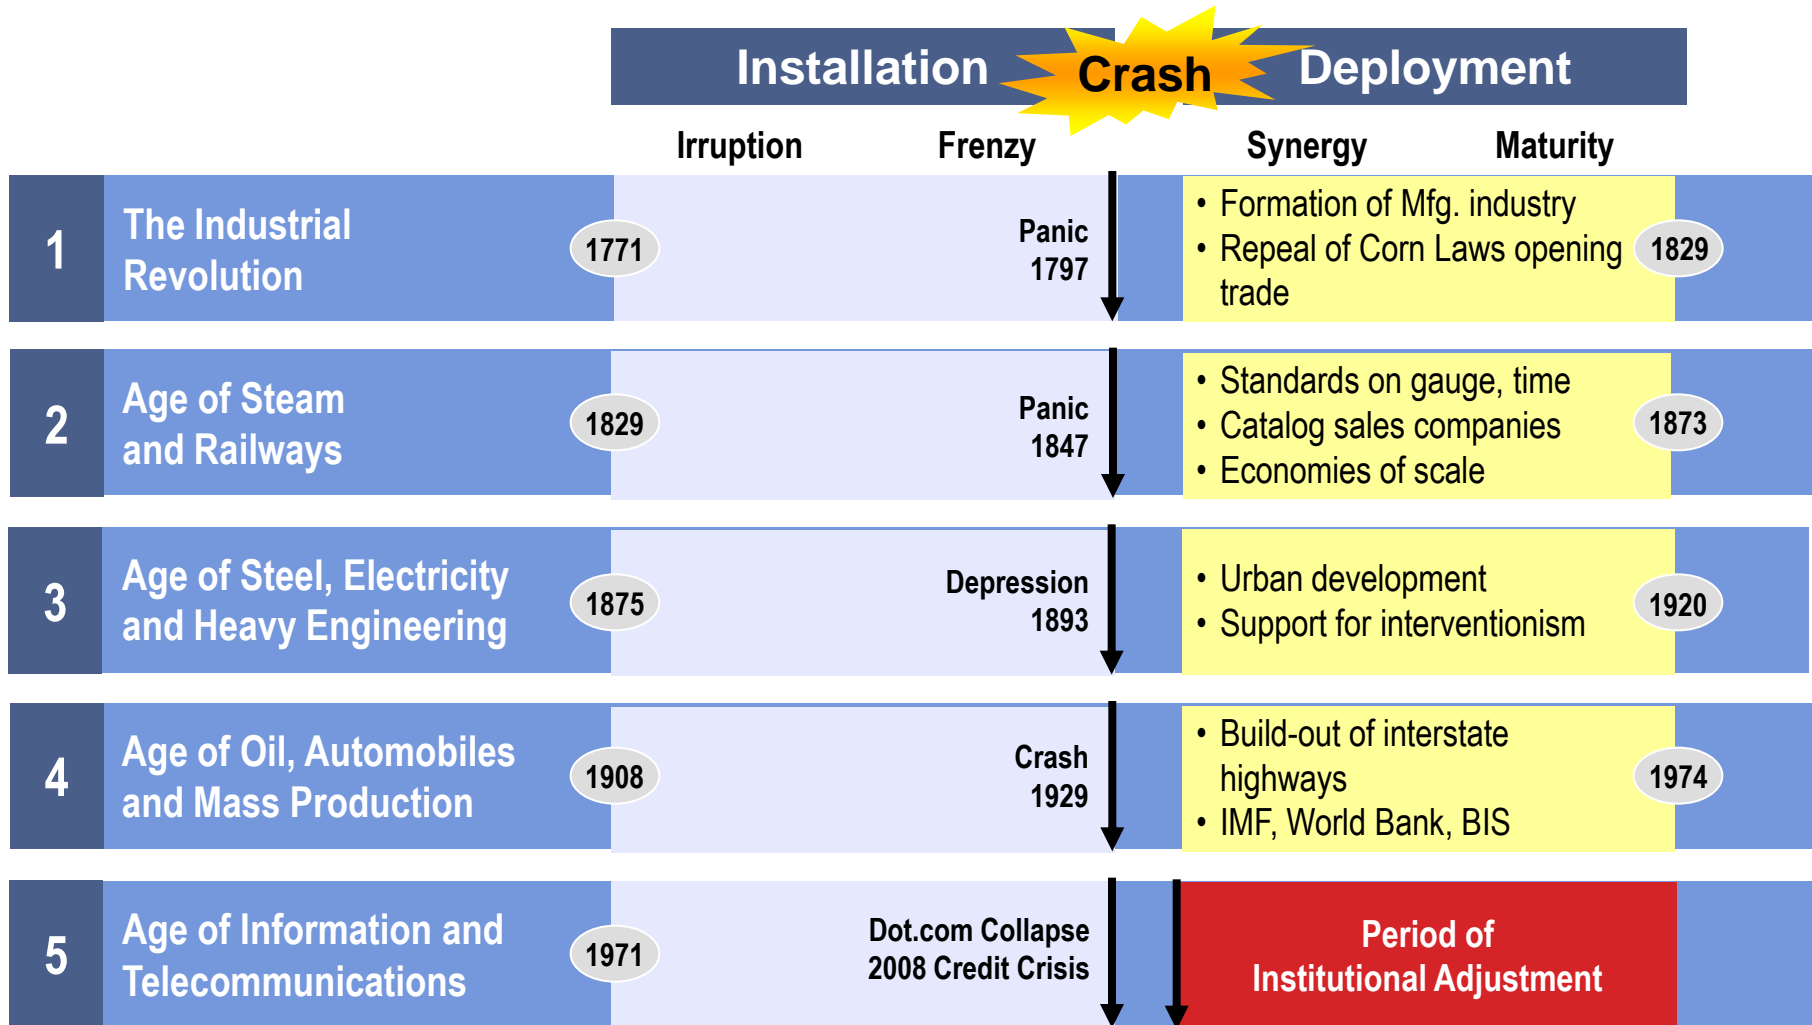 Installation
Crash
Deployment
Irruption
Frenzy
Synergy
Maturity
1
The Industrial
Revolution
1771
Panic
1797
• Formation of Mfg. industry
• Repeal of Corn Laws opening
trade
1829
2
Age of Steam
and Railways
1829
Panic
1847
• Standards on gauge, time
• Catalog sales companies
• Economies of scale
1873
3
Age of Steel, Electricity
and Heavy Engineering
1875
Depression
1893
• Urban development
• Support for interventionism
1920
4
Age of Oil, Automobiles
and Mass Production
1908
Crash
1929
• Build-out of interstate
highways
• IMF, World Bank, BIS
1974
5
Age of Information and
Telecommunications
1971
Dot.com Collapse
2008 Credit Crisis
Period of
Institutional Adjustment